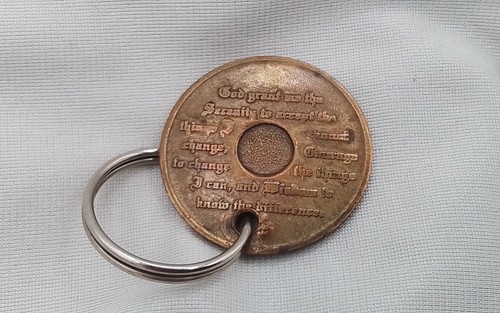 God grant me the
Serenity to accept the
things I cannot
change, Courage
to change the things
I can, and Wisdom to
know the difference.